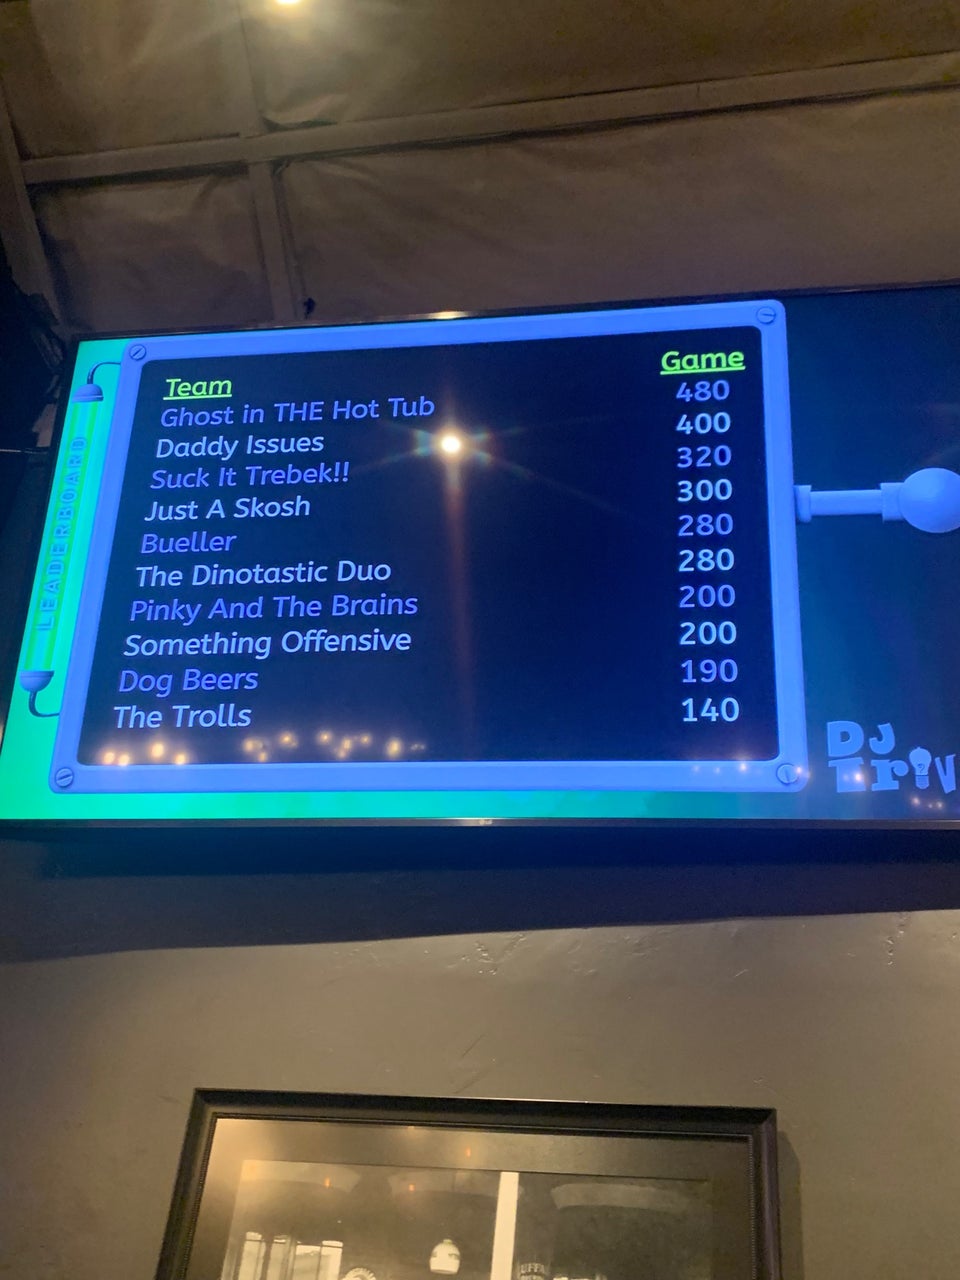 LEADERBOARD
Team Game
Ghost in THE Hot Tub 480
Daddy Issues 400
Suck It Trebek!! 320
Just A Skosh 300
Bueller 280
The Dinotastic Duo 280
Pinky And The Brains 200
Something Offensive 200
Dog Beers 190
The Trolls 140
DJ
Triv
LG